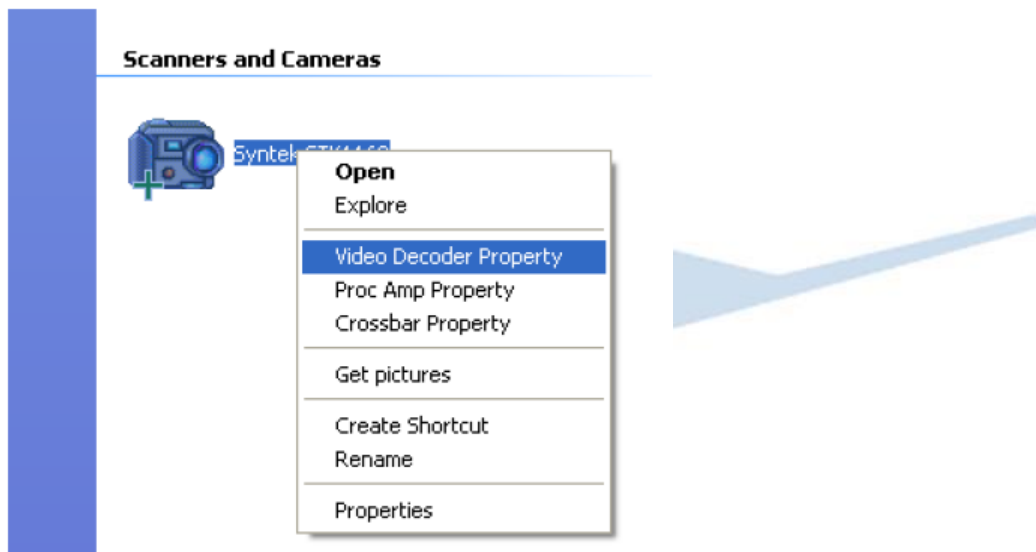 Scanners and Cameras
Syntek
Open
Explore
Video Decoder Property
Proc Amp Property
Crossbar Property
Get pictures
Create Shortcut
Rename
Properties